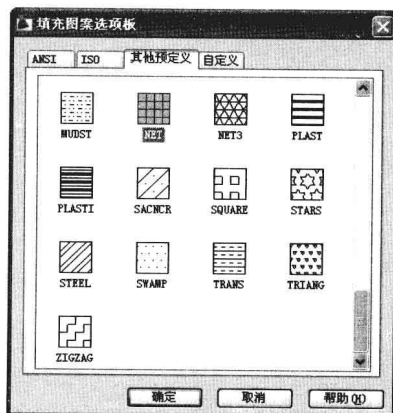 填充图案选项板
ANSI ISO 其他预定义 自定义
MUDST NET NET3 PLAST
PLASTI SACNCR SQUARE STARS
STEEL SWAMP TRANS TRIANG
ZIGZAG
确定 取消 帮助(H)